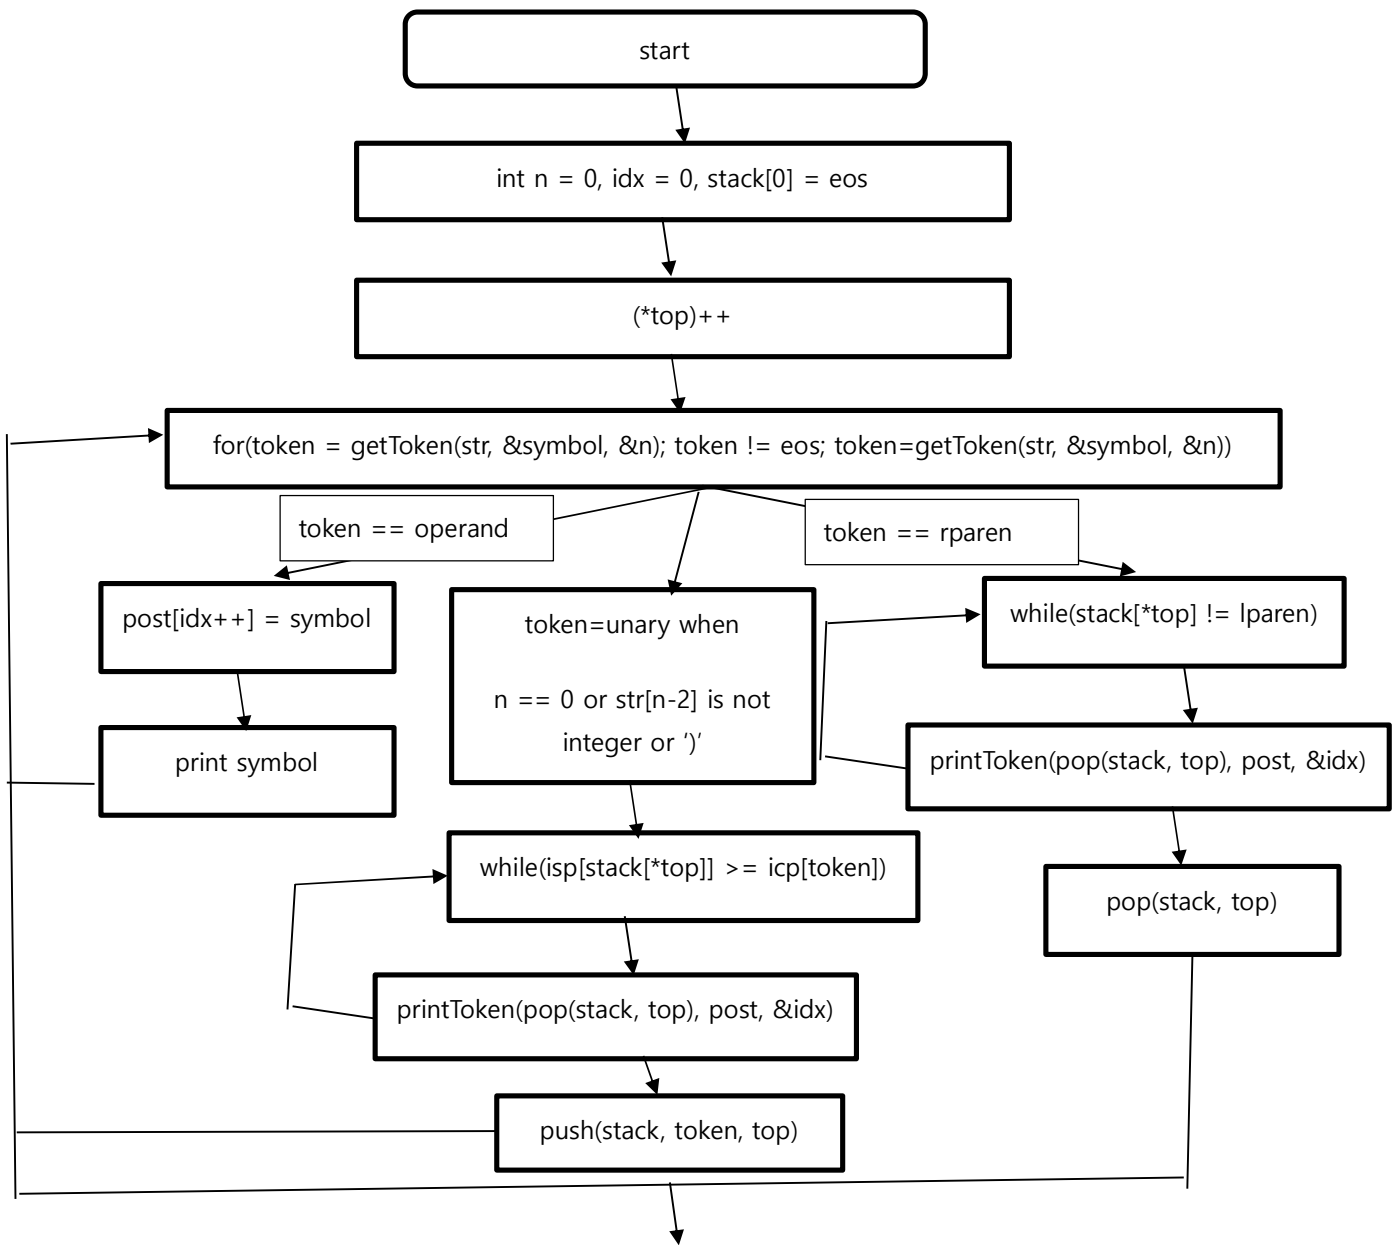 start
int n = 0, idx = 0, stack[0] = eos
(*top)++
for(token = getToken(str, &symbol, &n); token != eos; token=getToken(str, &symbol, &n))
token == operand
token == rparen
post[idx++] = symbol
print symbol
token=unary when
n == 0 or str[n-2] is not
integer or ’)’
while(isp[stack[*top]] >= icp[token])
printToken(pop(stack, top), post, &idx)
push(stack, token, top)
while(stack[*top] != lparen)
printToken(pop(stack, top), post, &idx)
pop(stack, top)